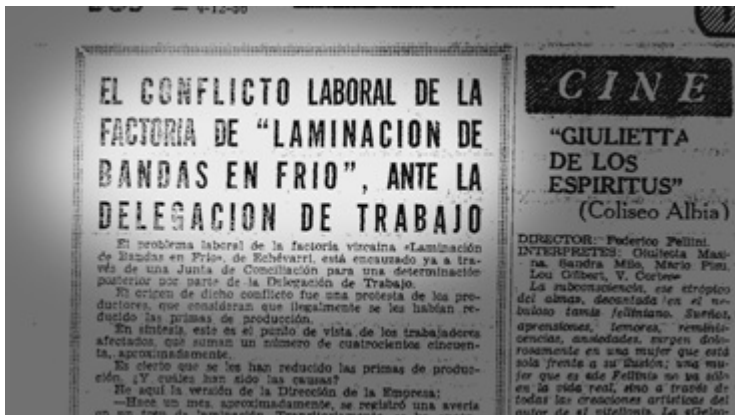 DOS
4-12-66
EL CONFLICTO LABORAL DE LA
FACTORIA DE "LAMINACION DE
BANDAS EN FRIO", ANTE LA
DELEGACION DE TRABAJO
El problema laboral de la factoría vizcaína «Laminación
de Bandas en Frío», de Echévarri, está encauzado ya a tra-
vés de una Junta de Conciliación para una determinación
posterior por parte de la Delegación de Trabajo.
El origen de dicho conflicto fue una protesta de los pro-
ductores, que consideran que ilegalmente se les habían re-
ducido las primas de producción.
En síntesis, este es el punto de vista de los trabajadores
afectados, que suman un número de cuatrocientos cincuen-
ta, aproximadamente.
Es cierto que se les han reducido las primas de produc-
ción. ¿Y cuáles han sido las causas?
He aquí la versión de la Dirección de la Empresa:
—Hace un mes, aproximadamente, se registró una avería
CINE
"GIULIETTA
DE LOS
ESPIRITUS"
(Coliseo Albia)
DIRECTOR: Federico Fellini.
INTERPRETES: Giulietta Masi-
na, Sandra Milo, Mario Pisu,
Lou Gilbert, V. Cortese
La subconsciencia, ese etrópico
del alma, decantada en el ne-
buloso tamiz felliniano. Sueños,
aprensiones, temores, reminis-
cencias, ansiedades, surgen dolo-
rosamente en una mujer que está
sola frente a su ilusión; una mu-
jer que es de Fellini no ya sólo
en la vida real, sino a través de
todas las creaciones artísticas del